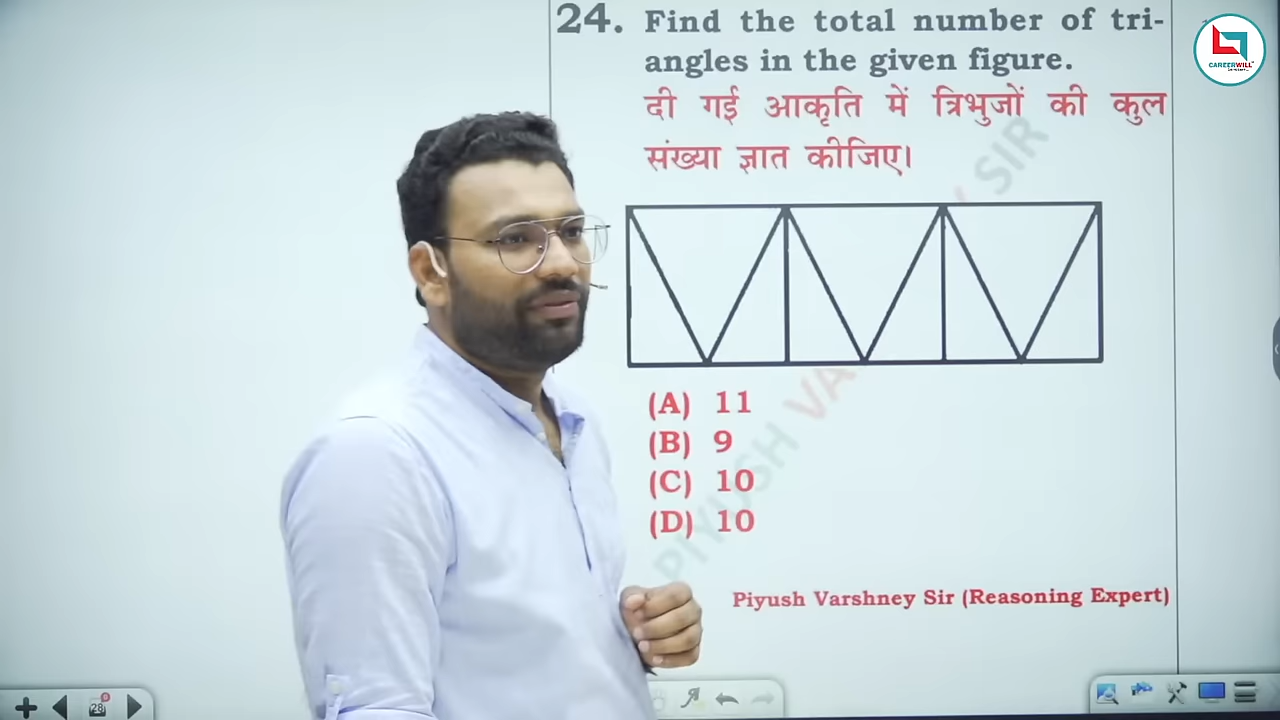 24. Find the total number of tri-
angles in the given figure.
दी गई आकृति में त्रिभुजों की कुल
संख्या ज्ञात कीजिए।
(A) 11
(B) 9
(C) 10
(D) 10
Piyush Varshney Sir (Reasoning Expert)
CAREERWILL
28